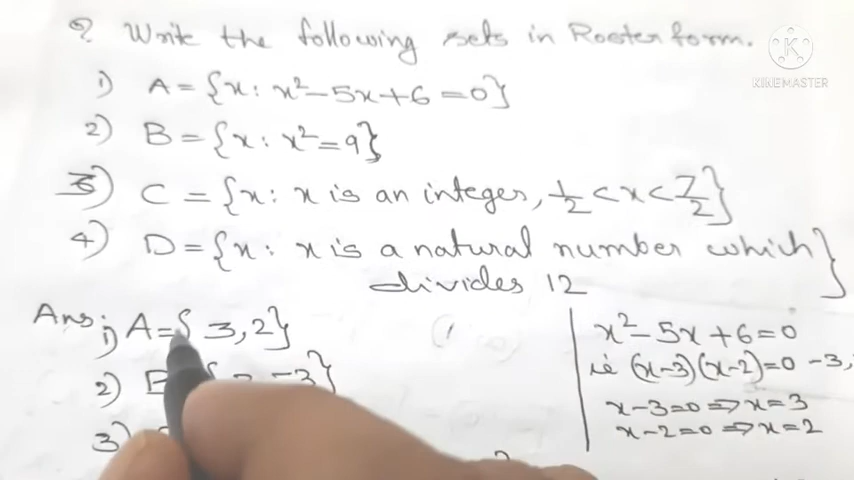 Q Write the following sets in Roster form.
1) A = {x: x²-5x+6=0}
2) B = {x: x²=9}
3) C = {x: x is an integer, 1/2 < x < 7/2}
4) D = {x: x is a natural number which
divides 12}
Ans: 1) A = {3,2}
2) -3}
3)
x²-5x+6=0
ie (x-3)(x-2)=0 -3,
x-3=0 ⇒ x=3
x-2=0 ⇒ x=2
KINEMASTER